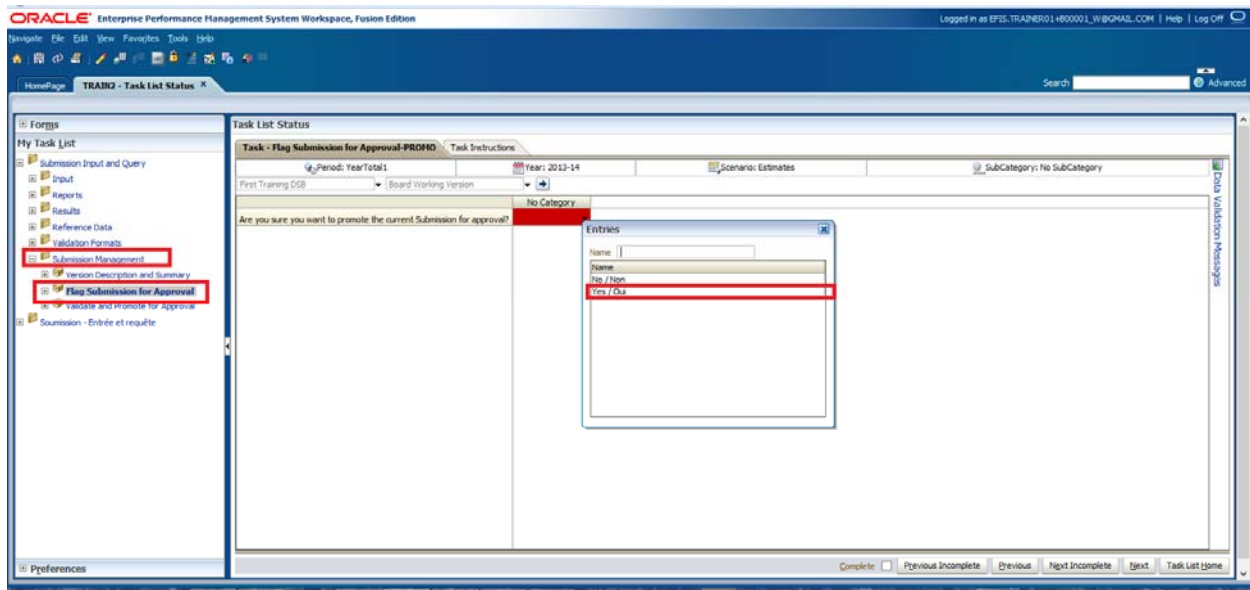 ORACLE Enterprise Performance Management System Workspace, Fusion Edition
Logged in as EFIS.TRAINER01+800001_W@GMAIL.COM | Help | Log Off
Navigate File Edit View Favorites Tools Help
HomePage TRAIN2 - Task List Status x
Search Advanced
Forms
Task List Status
My Task List
Task - Flag Submission for Approval-PROMO Task Instructions
Submission Input and Query
Period: YearTotal1 Year: 2013-14 Scenario: Estimates SubCategory: No SubCategory
Input
First Training DSB Board Working Version
Reports
No Category
Results
Are you sure you want to promote the current Submission for approval?
Reference Data
Validation Formats
Submission Management
Version Description and Summary
Flag Submission for Approval
Validate and Promote for Approval
Soumission - Entrée et requête
Entries
Name
Name
No / Non
Yes / Oui
Data Validation Messages
Preferences
Complete Previous Incomplete Previous Next Incomplete Next Task List Home